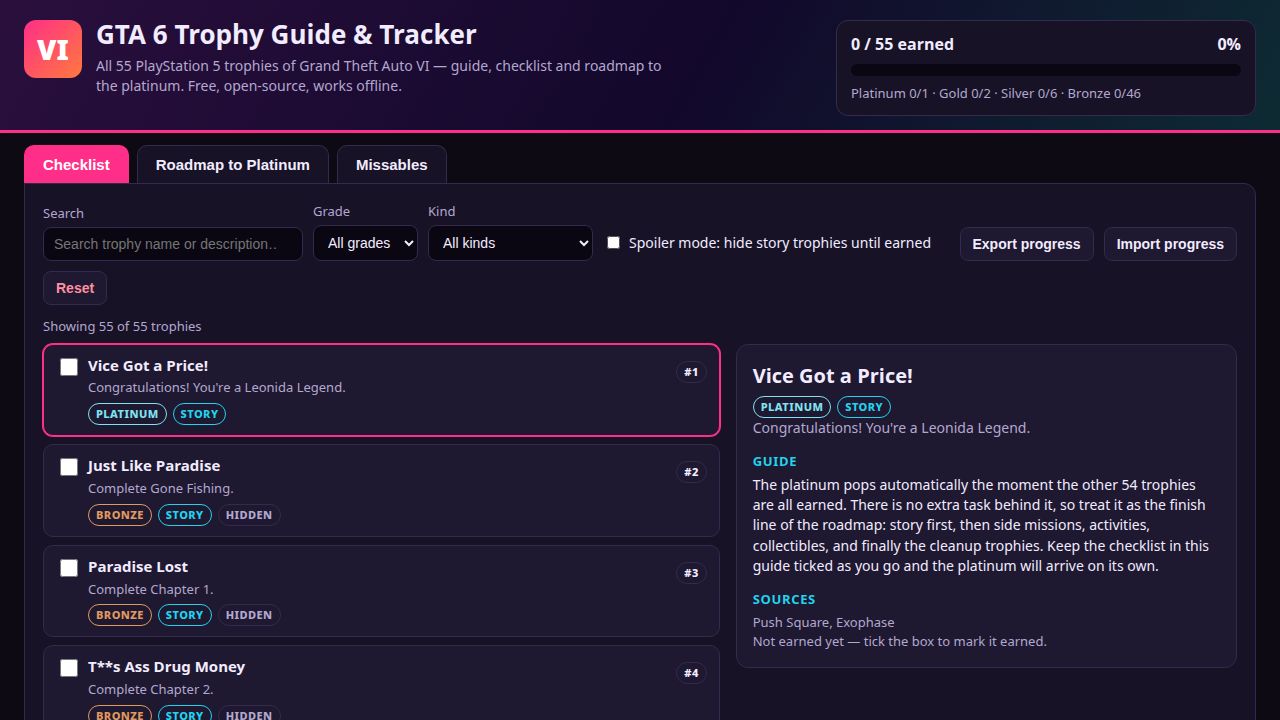 VI
GTA 6 Trophy Guide & Tracker
All 55 PlayStation 5 trophies of Grand Theft Auto VI — guide, checklist and roadmap to
the platinum. Free, open-source, works offline.
0 / 55 earned 0%
Platinum 0/1 · Gold 0/2 · Silver 0/6 · Bronze 0/46
Checklist
Roadmap to Platinum
Missables
Search
Search trophy name or description..
Grade
All grades
Kind
All kinds
Spoiler mode: hide story trophies until earned
Export progress
Import progress
Reset
Showing 55 of 55 trophies
Vice Got a Price! #1
Congratulations! You're a Leonida Legend.
PLATINUM STORY
Just Like Paradise #2
Complete Gone Fishing.
BRONZE STORY HIDDEN
Paradise Lost #3
Complete Chapter 1.
BRONZE STORY HIDDEN
T**s Ass Drug Money #4
Complete Chapter 2.
BRONZE STORY HIDDEN
Vice Got a Price!
PLATINUM STORY
Congratulations! You're a Leonida Legend.
GUIDE
The platinum pops automatically the moment the other 54 trophies
are all earned. There is no extra task behind it, so treat it as the finish
line of the roadmap: story first, then side missions, activities,
collectibles, and finally the cleanup trophies. Keep the checklist in this
guide ticked as you go and the platinum will arrive on its own.
SOURCES
Push Square, Exophase
Not earned yet — tick the box to mark it earned.